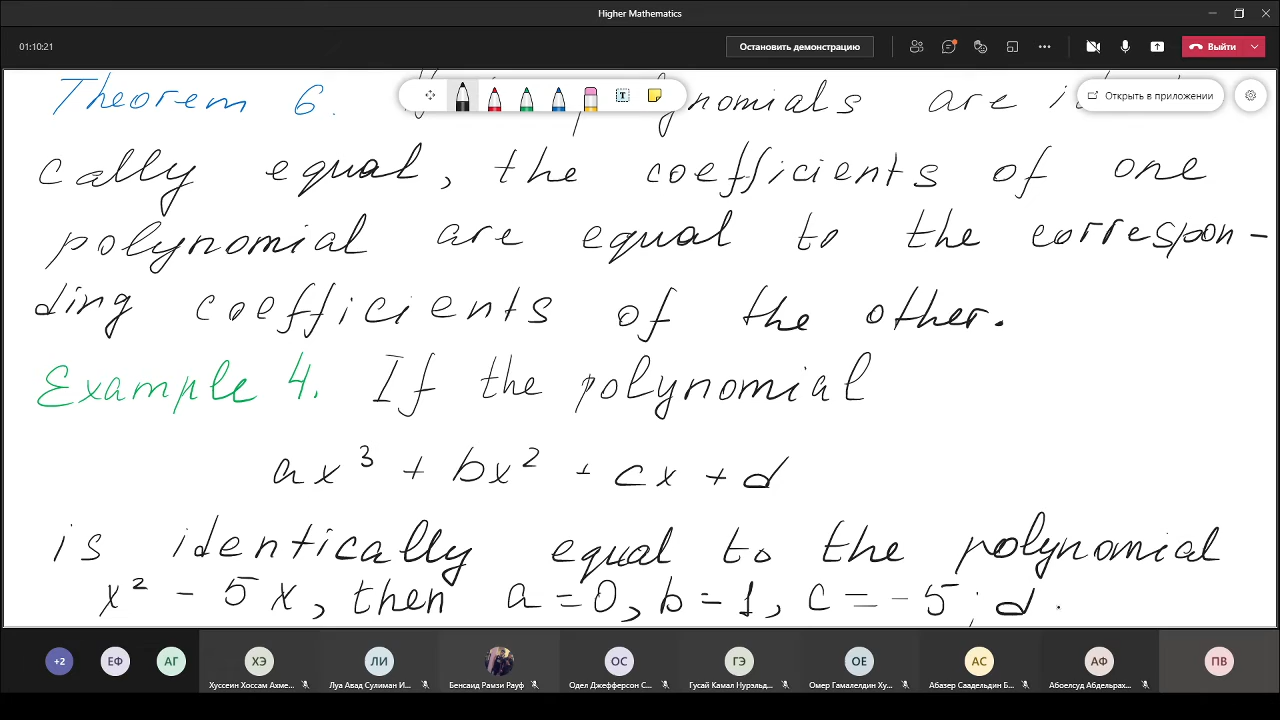 Higher Mathematics
01:10:21
Остановить демонстрацию
Выйти
Theorem 6.
nomials are
Открыть в приложении
cally equal, the coefficients of one
polynomial are equal to the correspon-
ding coefficients of the other.
Example 4. If the polynomial
ax³ + bx² + cx + d
is identically equal to the polynomial
x² - 5x, then a=0, b=1, c=-5; d.
+2
ЕФ
АГ
ХЭ
ЛИ
ОС
ГЭ
ОЕ
АС
АФ
ПВ
Хуссеин Хоссам Ахме...
Луа Авад Сулиман И...
Бенсаид Рамзи Рауф
Одел Джефферсон С...
Гусай Камал Нурэльд...
Омер Гамалелдин Ху...
Абазер Саадельдин Б...
Абоелсуд Абдельрах...